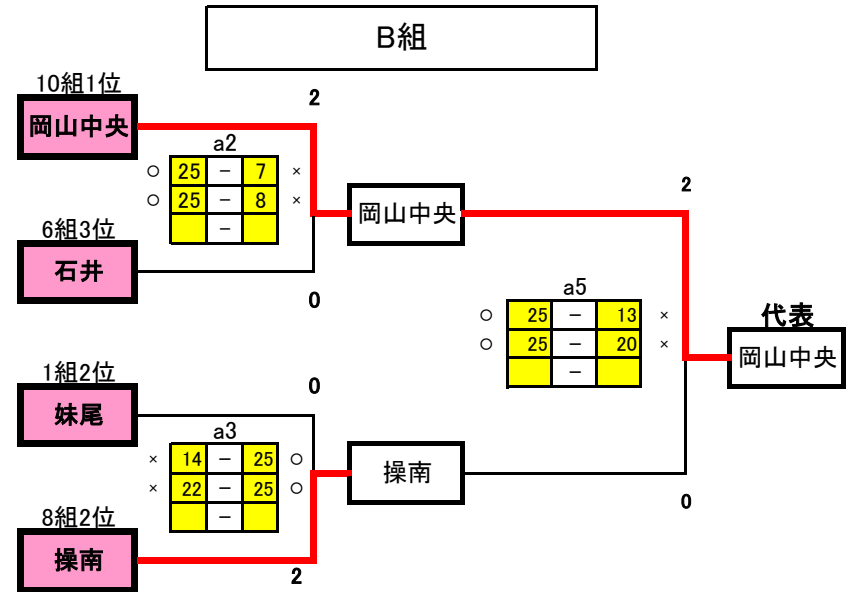 B組
10組1位
岡山中央
2
a2
○ 25 － 7 ×
○ 25 － 8 ×
－
岡山中央
6組3位
石井
0
2
a5
○ 25 － 13 ×
○ 25 － 20 ×
－
代表
岡山中央
1組2位
妹尾
0
a3
× 14 － 25 ○
× 22 － 25 ○
－
操南
0
8組2位
操南
2